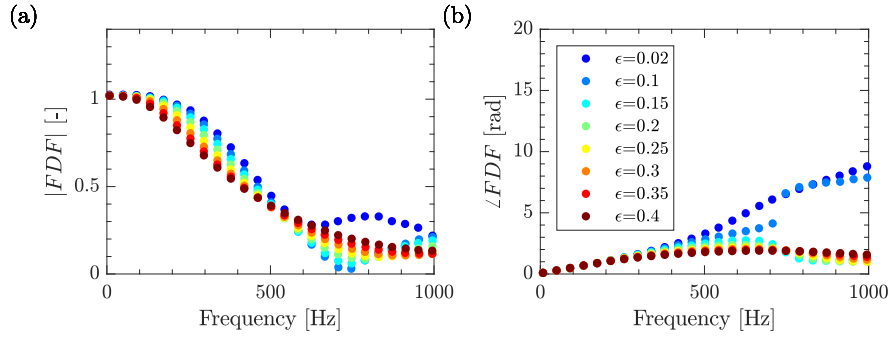 (a)
|FDF| [-]
1
0.5
0
0
500
1000
Frequency [Hz]
(b)
∠FDF [rad]
20
15
10
5
0
0
500
1000
Frequency [Hz]
ϵ=0.02
ϵ=0.1
ϵ=0.15
ϵ=0.2
ϵ=0.25
ϵ=0.3
ϵ=0.35
ϵ=0.4